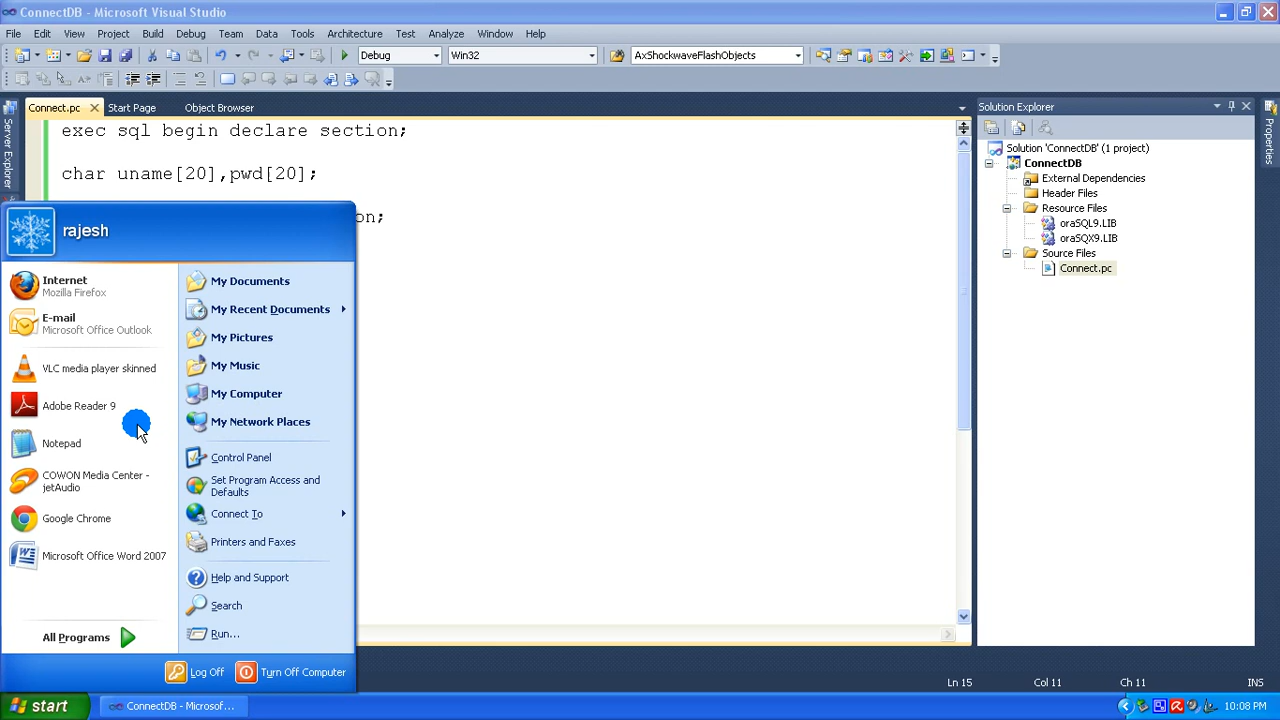 ConnectDB - Microsoft Visual Studio
File Edit View Project Build Debug Team Data Tools Architecture Test Analyze Window Help
Debug Win32 AxShockwaveFlashObjects
Connect.pc Start Page Object Browser
Server Explorer
exec sql begin declare section;
char uname[20],pwd[20];
on;
Solution Explorer
Solution 'ConnectDB' (1 project)
ConnectDB
External Dependencies
Header Files
Resource Files
oraSQL9.LIB
oraSQX9.LIB
Source Files
Connect.pc
Properties
rajesh
Internet
Mozilla Firefox
E-mail
Microsoft Office Outlook
VLC media player skinned
Adobe Reader 9
Notepad
COWON Media Center -
jetAudio
Google Chrome
Microsoft Office Word 2007
All Programs
My Documents
My Recent Documents
My Pictures
My Music
My Computer
My Network Places
Control Panel
Set Program Access and
Defaults
Connect To
Printers and Faxes
Help and Support
Search
Run...
Log Off Turn Off Computer
Ln 15 Col 11 Ch 11 INS
start ConnectDB - Microsof... 10:08 PM